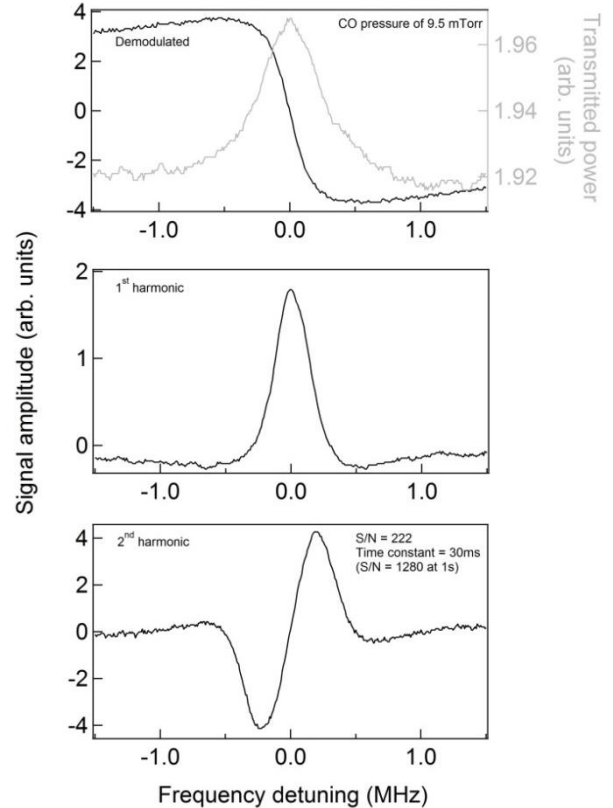 4
2
0
-2
-4
Demodulated
CO pressure of 9.5 mTorr
1.96
1.94
1.92
Transmitted power
(arb. units)
-1.0
0.0
1.0
Signal amplitude (arb. units)
2
1
0
1st harmonic
-1.0
0.0
1.0
4
2
0
-2
-4
2nd harmonic
S/N = 222
Time constant = 30ms
(S/N = 1280 at 1s)
-1.0
0.0
1.0
Frequency detuning (MHz)